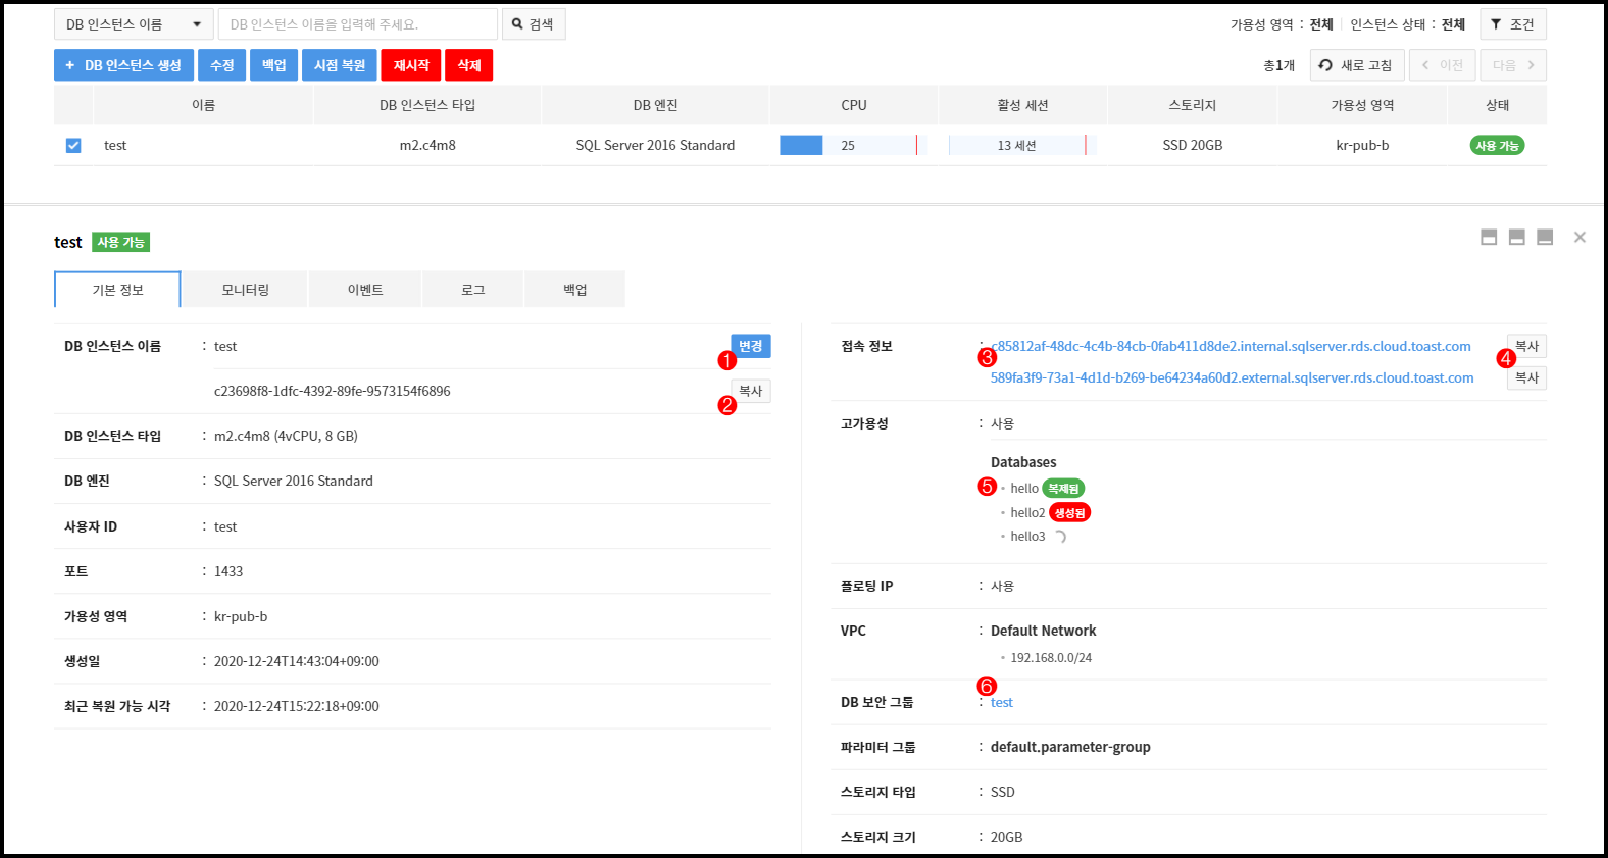 DB 인스턴스 이름 DB 인스턴스 이름을 입력해 주세요. 검색 가용성 영역 : 전체 인스턴스 상태 : 전체 조건
+ DB 인스턴스 생성 수정 백업 시점 복원 재시작 삭제 총1개 새로 고침 < 이전 다음 >
이름 DB 인스턴스 타입 DB 엔진 CPU 활성 세션 스토리지 가용성 영역 상태
test m2.c4m8 SQL Server 2016 Standard 25 13 세션 SSD 20GB kr-pub-b 사용 가능
test 사용 가능
기본 정보 모니터링 이벤트 로그 백업
DB 인스턴스 이름 : test 변경
1
c23698f8-1dfc-4392-89fe-9573154f6896 복사
2
DB 인스턴스 타입 : m2.c4m8 (4vCPU, 8 GB)
DB 엔진 : SQL Server 2016 Standard
사용자 ID : test
포트 : 1433
가용성 영역 : kr-pub-b
생성일 : 2020-12-24T14:43:04+09:00
최근 복원 가능 시각 : 2020-12-24T15:22:18+09:00
접속 정보 : c85812af-48dc-4c4b-84cb-0fab411d8de2.internal.sqlserver.rds.cloud.toast.com 복사
3 4
589fa3f9-73a1-4d1d-b269-be64234a60d2.external.sqlserver.rds.cloud.toast.com 복사
고가용성 : 사용
Databases
5 • hello 복제됨
• hello2 생성됨
• hello3
플로팅 IP : 사용
VPC : Default Network
• 192.168.0.0/24
6
DB 보안 그룹 : test
파라미터 그룹 : default.parameter-group
스토리지 타입 : SSD
스토리지 크기 : 20GB